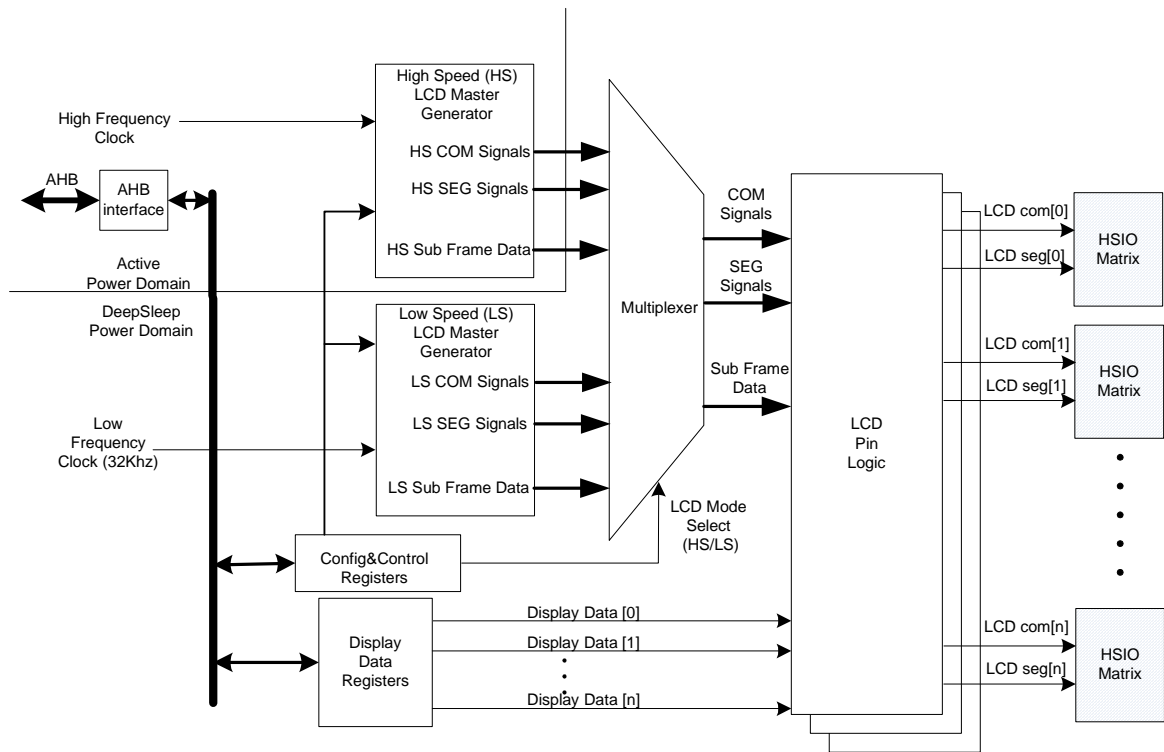 High Speed (HS)
LCD Master
Generator
High Frequency
Clock
HS COM Signals
HS SEG Signals
HS Sub Frame Data
AHB
AHB
interface
Active
Power Domain
DeepSleep
Power Domain
Low Speed (LS)
LCD Master
Generator
LS COM Signals
LS SEG Signals
LS Sub Frame Data
Low
Frequency
Clock (32Khz)
Multiplexer
COM
Signals
SEG
Signals
Sub Frame
Data
LCD Mode
Select
(HS/LS)
Config&Control
Registers
Display
Data
Registers
Display Data [0]
Display Data [1]
Display Data [n]
LCD
Pin
Logic
LCD com[0]
LCD seg[0]
HSIO
Matrix
LCD com[1]
LCD seg[1]
HSIO
Matrix
LCD com[n]
LCD seg[n]
HSIO
Matrix